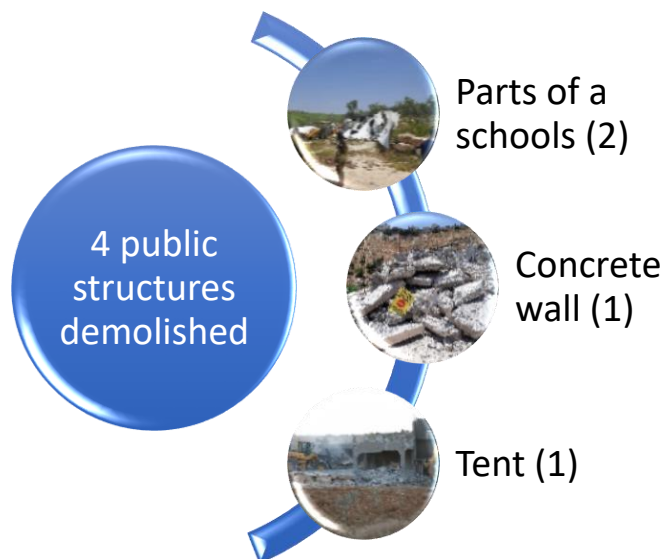 4 public
structures
demolished
Parts of a
schools (2)
Concrete
wall (1)
Tent (1)